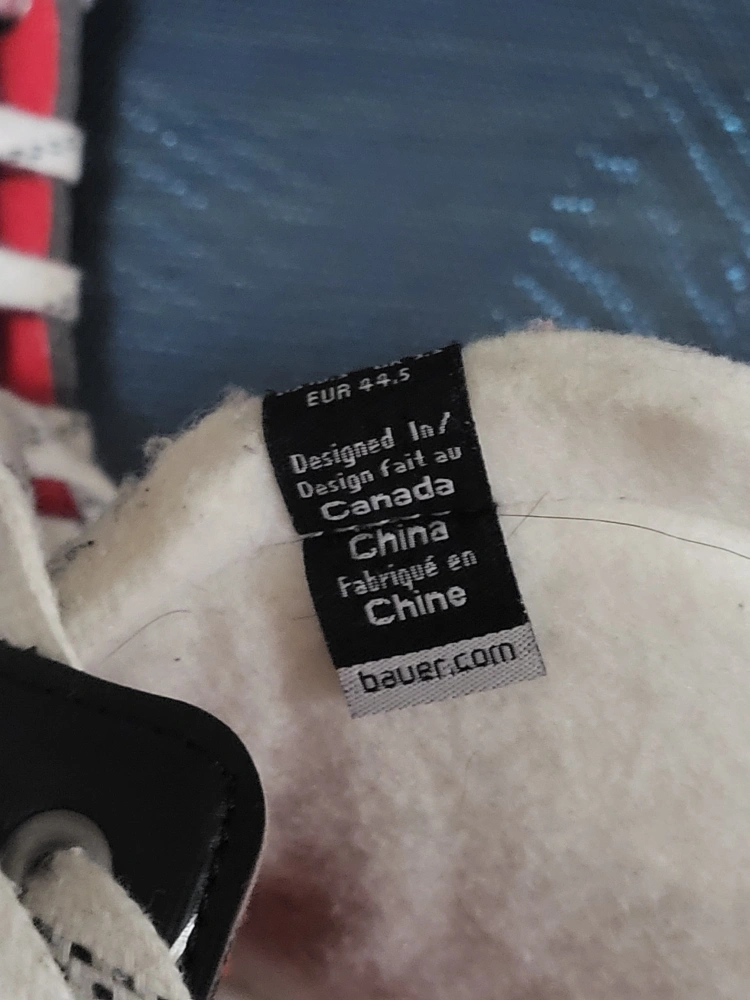 EUR 44.5
Designed In/
Design fait au
Canada
China
Fabriqué en
Chine
bauer.com